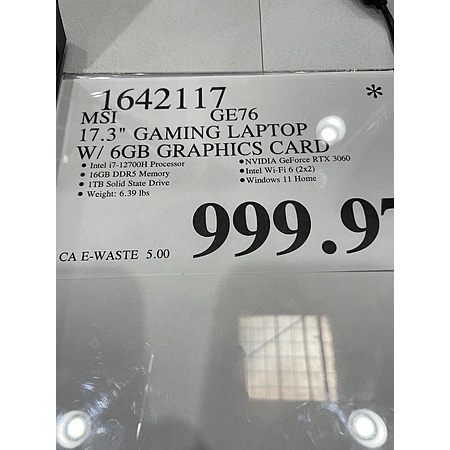 1642117 *
MSI GE76
17.3" GAMING LAPTOP
W/ 6GB GRAPHICS CARD
• Intel i7-12700H Processor • NVIDIA GeForce RTX 3060
• 16GB DDR5 Memory • Intel Wi-Fi 6 (2x2)
• 1TB Solid State Drive • Windows 11 Home
• Weight: 6.39 lbs
999.97
CA E-WASTE 5.00